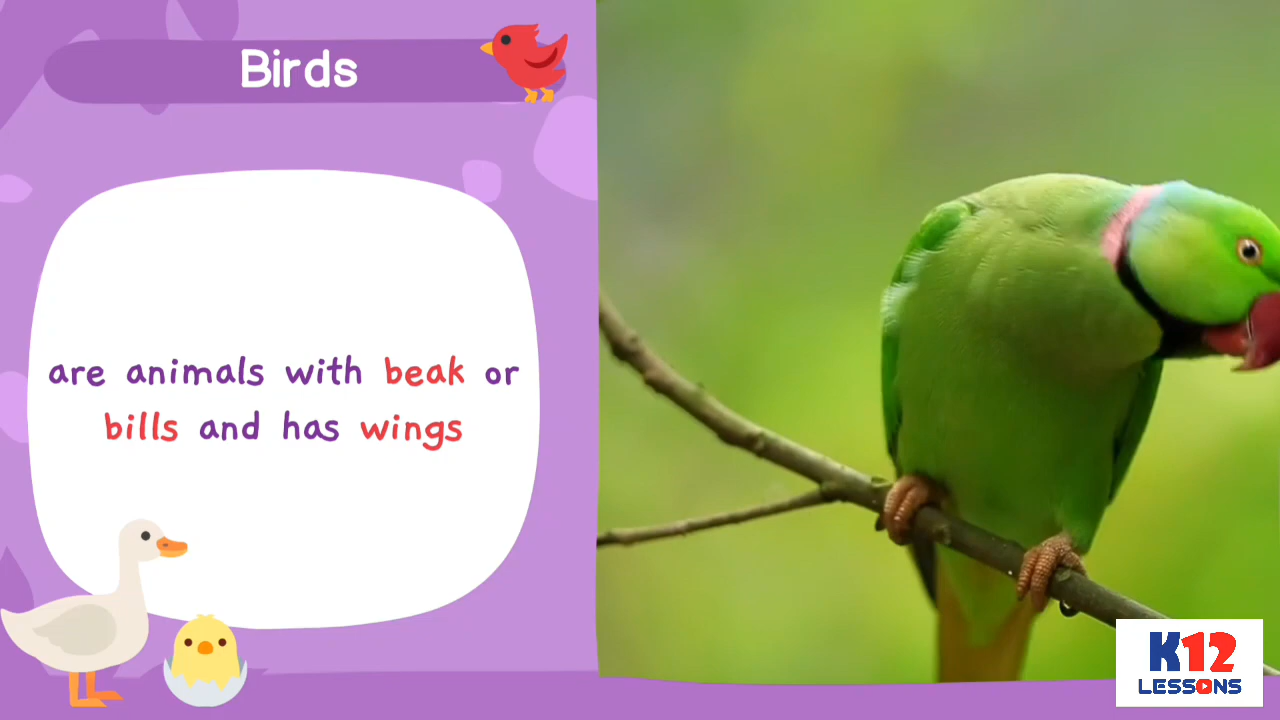 Birds
are animals with beak or
bills and has wings
K12
LESSONS